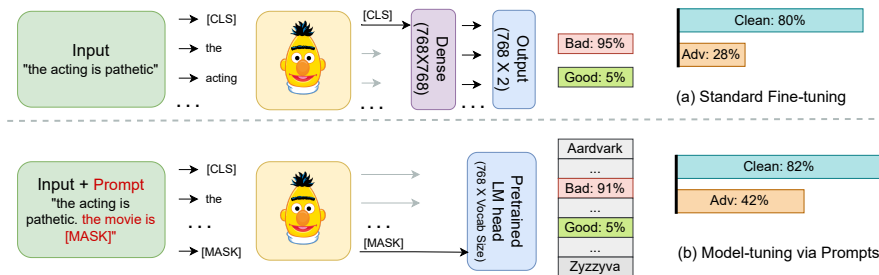 Input
"the acting is pathetic"
[CLS]
the
acting
. . .
[CLS]
. . .
Dense
(768X768)
. . .
Output
(768 X 2)
Bad: 95%
Good: 5%
Clean: 80%
Adv: 28%
(a) Standard Fine-tuning
Input + Prompt
"the acting is
pathetic. the movie is
[MASK]"
[CLS]
the
. . .
[MASK]
. . .
[MASK]
Pretrained
LM head
(768 X Vocab Size)
Aardvark
...
Bad: 91%
...
Good: 5%
...
Zyzzyva
Clean: 82%
Adv: 42%
(b) Model-tuning via Prompts